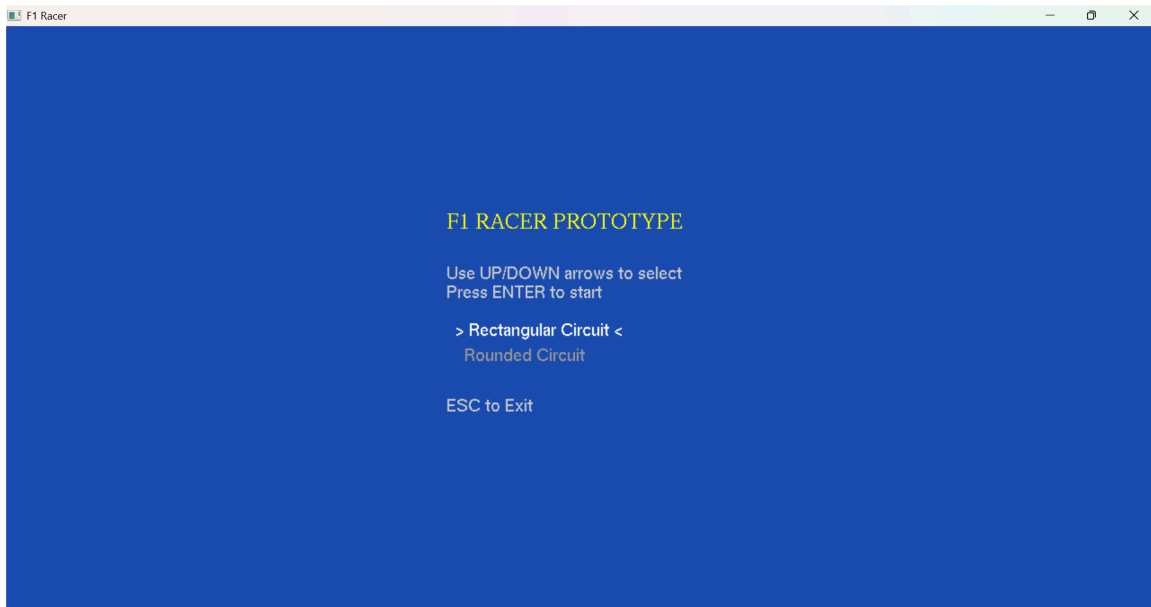 F1 Racer
F1 RACER PROTOTYPE
Use UP/DOWN arrows to select
Press ENTER to start
> Rectangular Circuit <
Rounded Circuit
ESC to Exit